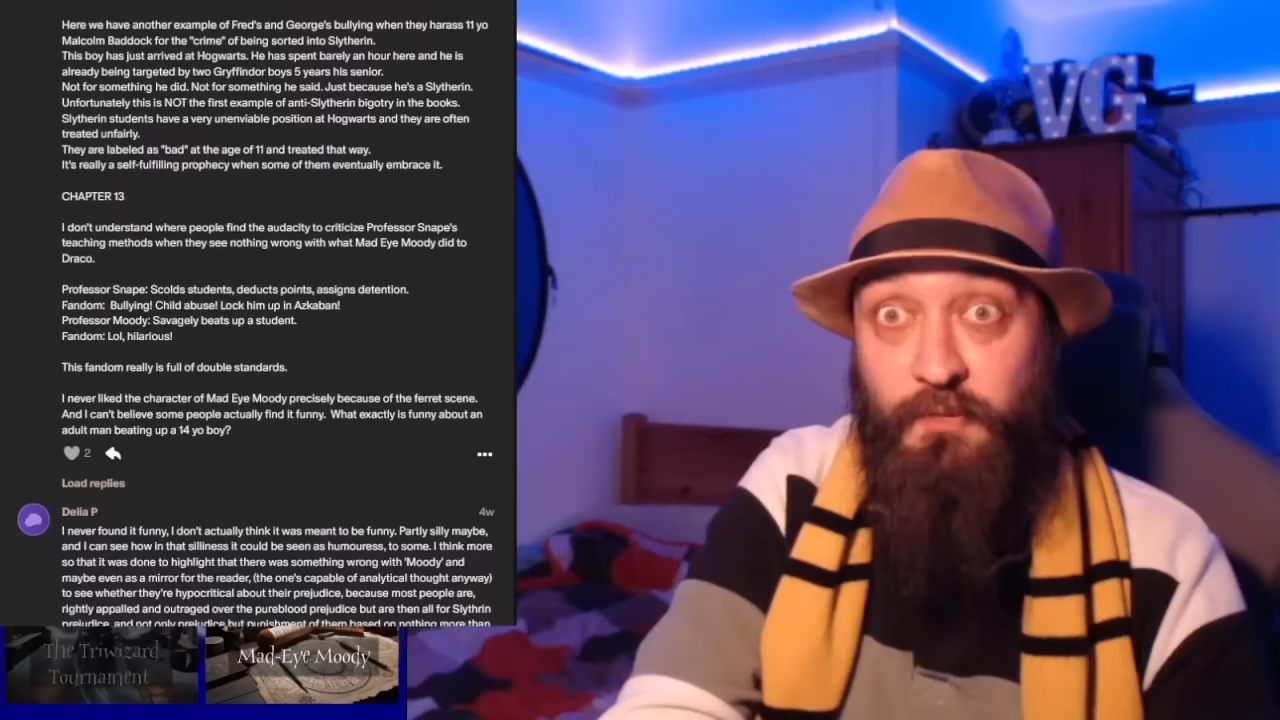 Here we have another example of Fred's and George's bullying when they harass 11 yo
Malcolm Baddock for the "crime" of being sorted into Slytherin.
This boy has just arrived at Hogwarts. He has spent barely an hour here and he is
already being targeted by two Gryffindor boys 5 years his senior.
Not for something he did. Not for something he said. Just because he's a Slytherin.
Unfortunately this is NOT the first example of anti-Slytherin bigotry in the books.
Slytherin students have a very unenviable position at Hogwarts and they are often
treated unfairly.
They are labeled as "bad" at the age of 11 and treated that way.
It's really a self-fulfilling prophecy when some of them eventually embrace it.
CHAPTER 13
I don't understand where people find the audacity to criticize Professor Snape's
teaching methods when they see nothing wrong with what Mad Eye Moody did to
Draco.
Professor Snape: Scolds students, deducts points, assigns detention.
Fandom: Bullying! Child abuse! Lock him up in Azkaban!
Professor Moody: Savagely beats up a student.
Fandom: Lol, hilarious!
This fandom really is full of double standards.
I never liked the character of Mad Eye Moody precisely because of the ferret scene.
And I can't believe some people actually find it funny. What exactly is funny about an
adult man beating up a 14 yo boy?
2
Load replies
Delia P 4w
I never found it funny, I don't actually think it was meant to be funny. Partly silly maybe,
and I can see how in that silliness it could be seen as humouress, to some. I think more
so that it was done to highlight that there was something wrong with 'Moody' and
maybe even as a mirror for the reader, (the one's capable of analytical thought anyway)
to see whether they're hypocritical about their prejudice, because most people are,
rightly appalled and outraged over the pureblood prejudice but are then all for Slythrin
prejudice, and not only prejudice but punishment of them based on nothing more than
The Triwizard
Tournament
Mad-Eye Moody
VG